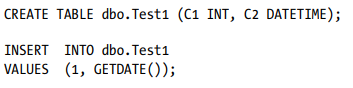 CREATE TABLE dbo.Test1 (C1 INT, C2 DATETIME);
INSERT  INTO dbo.Test1
VALUES  (1, GETDATE());